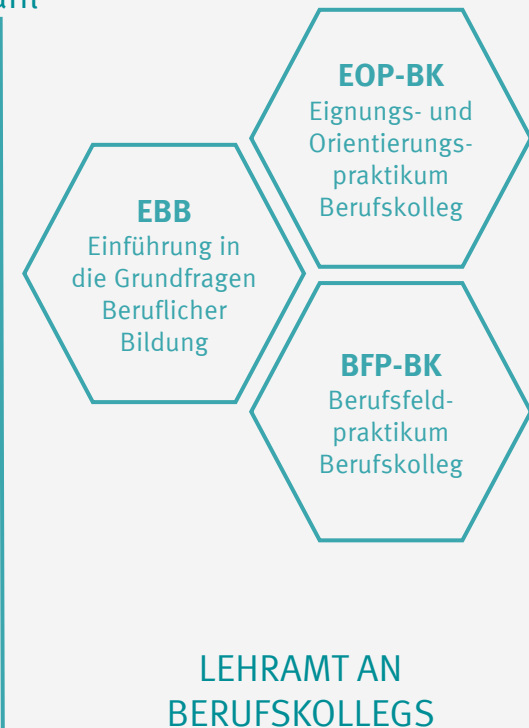 EOP-BK
Eignungs- und
Orientierungs-
praktikum
Berufskolleg
EBB
Einführung in
die Grundfragen
Beruflicher
Bildung
BFP-BK
Berufsfeld-
praktikum
Berufskolleg
LEHRAMT AN
BERUFSKOLLEGS